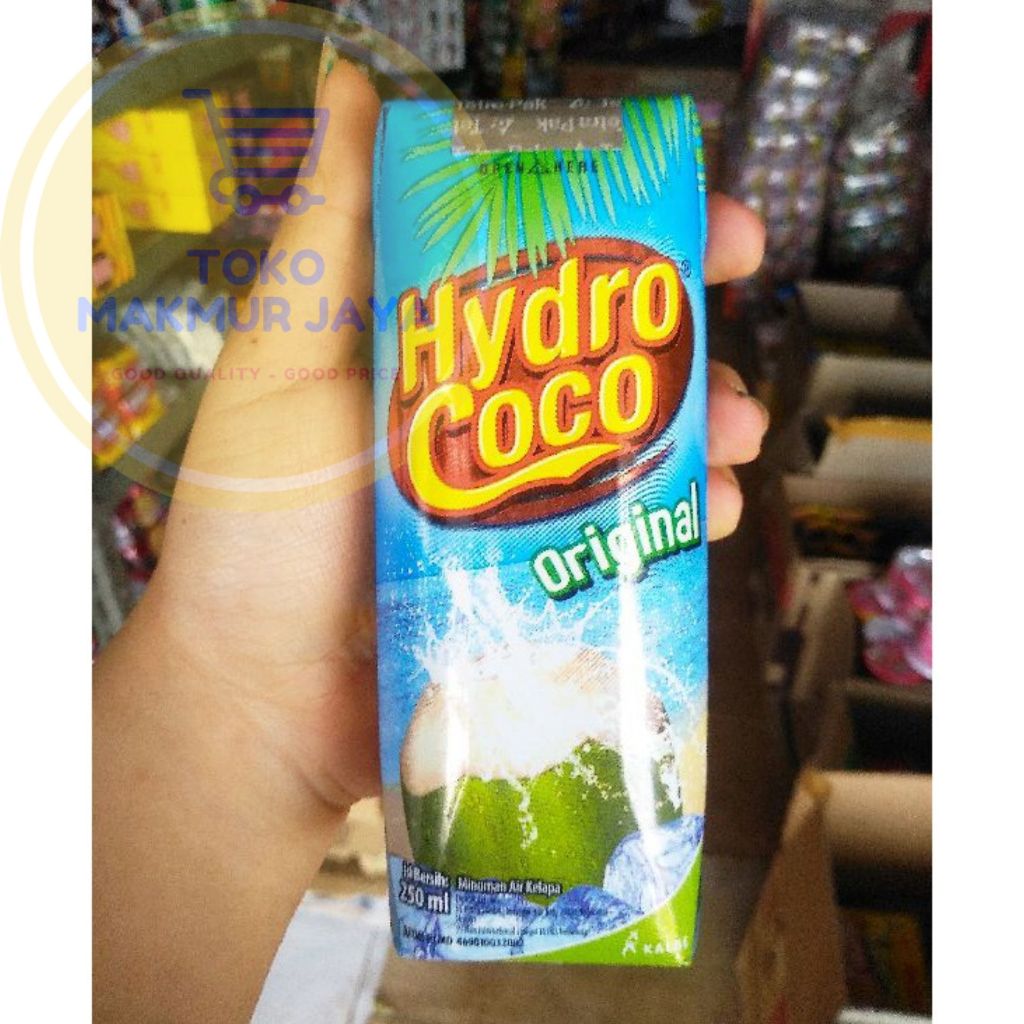 OPEN HERE
TOKO
MAKMUR JAYA
GOOD QUALITY - GOOD PRICE
Hydro
Coco
Original
Minuman Air Kelapa
250 ml
KALBE